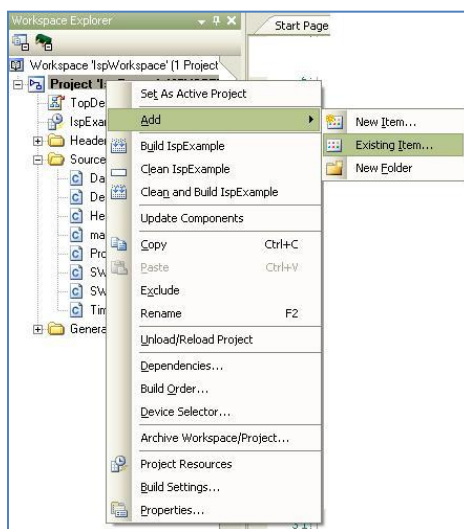 Workspace Explorer
Start Page
Workspace 'IspWorkspace' (1 Project
Project
TopDe
IspExa
Header
Source
Da
De
He
ma
Pro
SW
SW
Tim
Genera
Set As Active Project
Add
Build IspExample
Clean IspExample
Clean and Build IspExample
Update Components
Copy Ctrl+C
Paste Ctrl+V
Exclude
Rename F2
Unload/Reload Project
Dependencies...
Build Order...
Device Selector...
Archive Workspace/Project...
Project Resources
Build Settings...
Properties...
New Item...
Existing Item...
New Folder